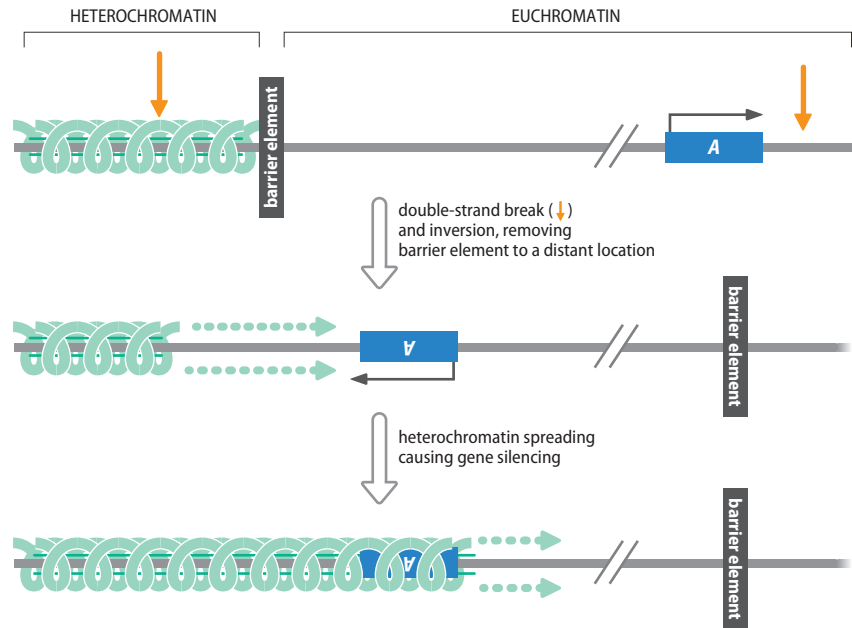 HETEROCHROMATIN
EUCHROMATIN
barrier element
A
double-strand break (↓)
and inversion, removing
barrier element to a distant location
A
barrier element
heterochromatin spreading
causing gene silencing
A
barrier element